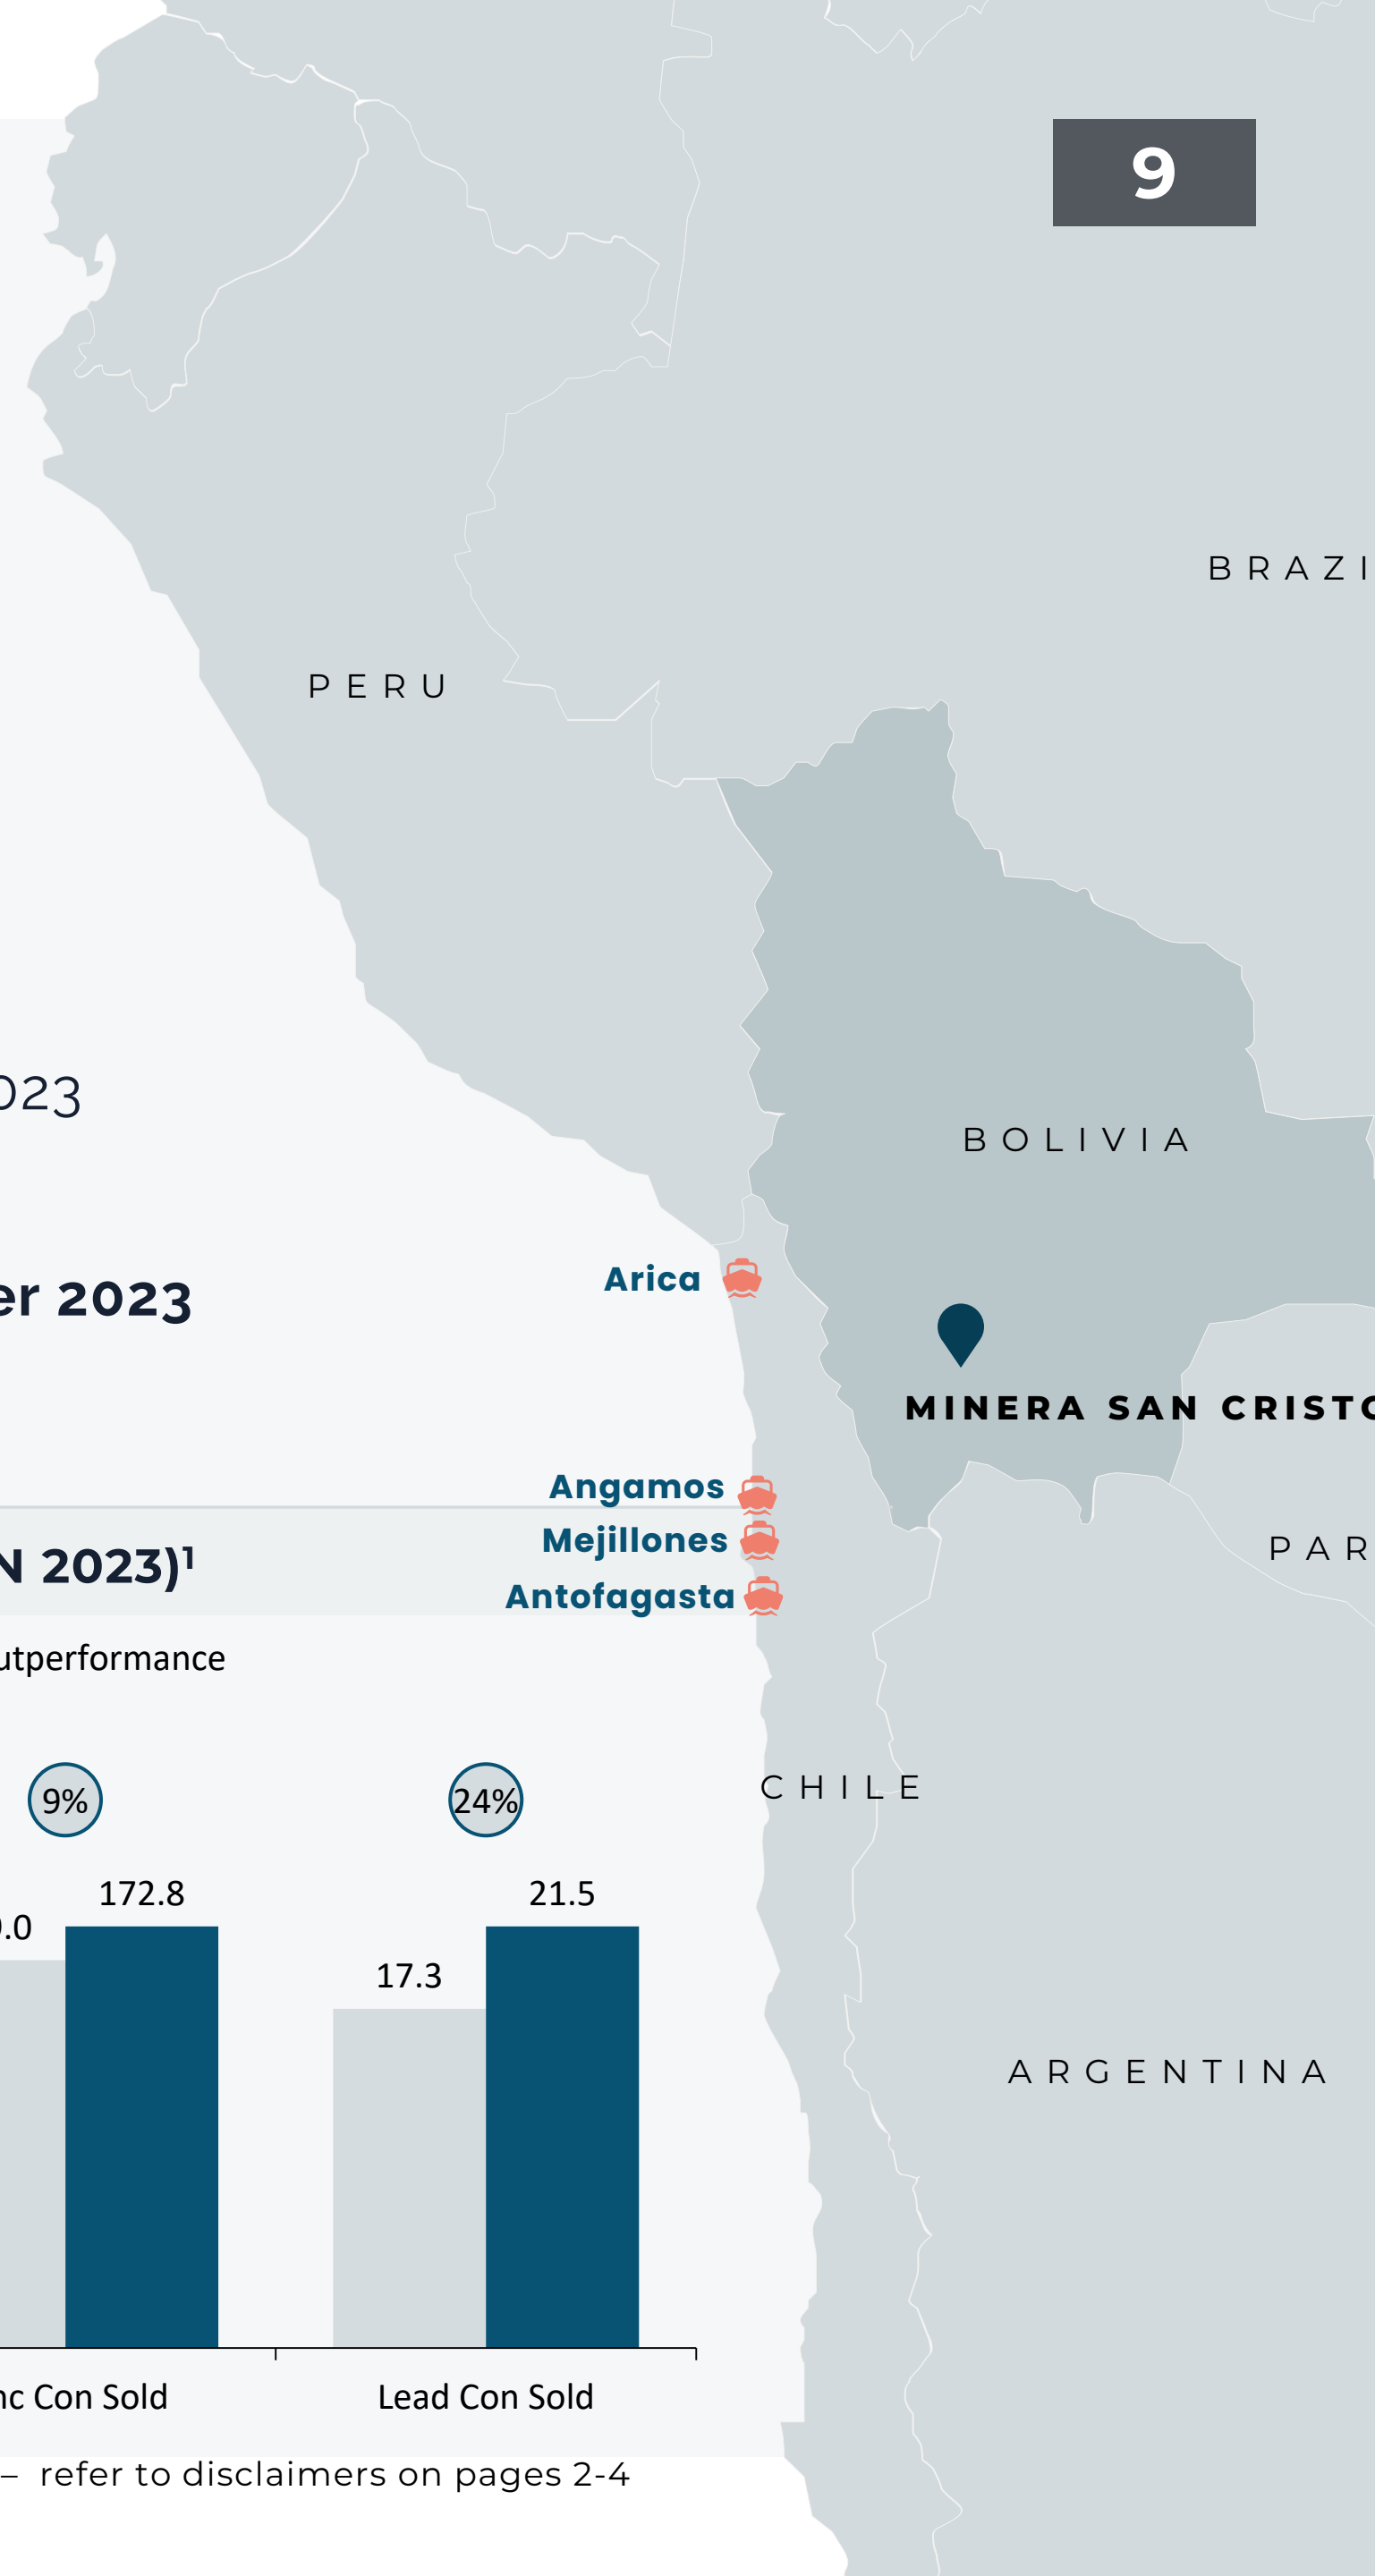 9
BRAZI
PERU
023
BOLIVIA
Arica
er 2023
MINERA SAN CRISTO
Angamos
Mejillones
N 2023)¹
PAR
Antofagasta
utperformance
9%
24%
CHILE
172.8
21.5
.0
17.3
ARGENTINA
nc Con Sold
Lead Con Sold
– refer to disclaimers on pages 2-4